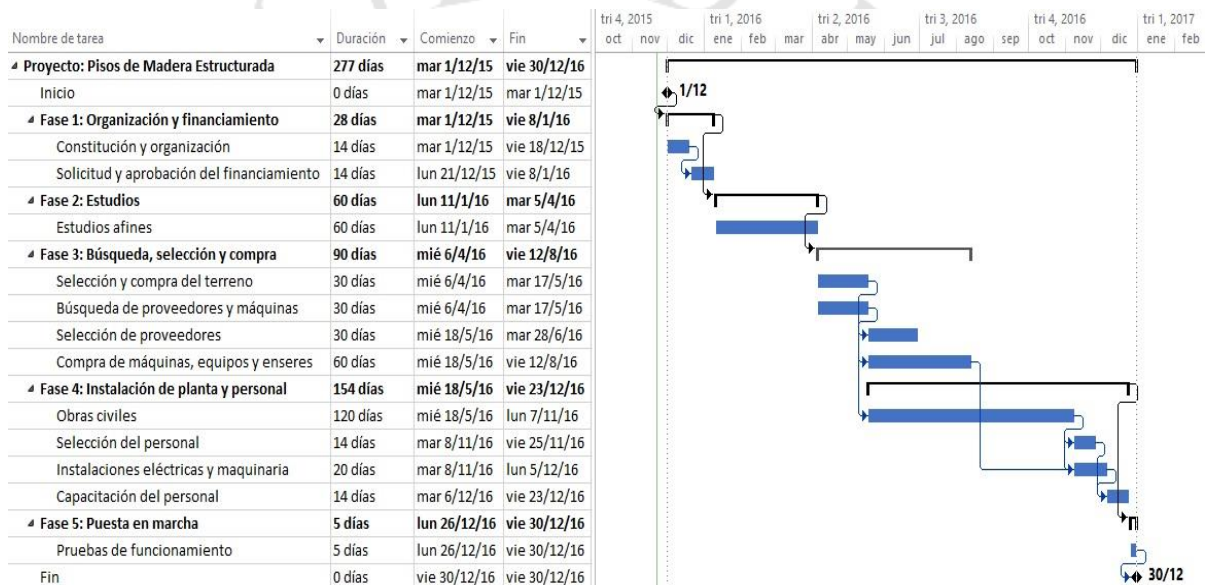 tri 4, 2015 tri 1, 2016 tri 2, 2016 tri 3, 2016 tri 4, 2016 tri 1, 2017
Nombre de tarea Duración Comienzo Fin oct nov dic ene feb mar abr may jun jul ago sep oct nov dic ene feb
Proyecto: Pisos de Madera Estructurada 277 días mar 1/12/15 vie 30/12/16
Inicio 0 días mar 1/12/15 mar 1/12/15 1/12
Fase 1: Organización y financiamiento 28 días mar 1/12/15 vie 8/1/16
Constitución y organización 14 días mar 1/12/15 vie 18/12/15
Solicitud y aprobación del financiamiento 14 días lun 21/12/15 vie 8/1/16
Fase 2: Estudios 60 días lun 11/1/16 mar 5/4/16
Estudios afines 60 días lun 11/1/16 mar 5/4/16
Fase 3: Búsqueda, selección y compra 90 días mié 6/4/16 vie 12/8/16
Selección y compra del terreno 30 días mié 6/4/16 mar 17/5/16
Búsqueda de proveedores y máquinas 30 días mié 6/4/16 mar 17/5/16
Selección de proveedores 30 días mié 18/5/16 mar 28/6/16
Compra de máquinas, equipos y enseres 60 días mié 18/5/16 vie 12/8/16
Fase 4: Instalación de planta y personal 154 días mié 18/5/16 vie 23/12/16
Obras civiles 120 días mié 18/5/16 lun 7/11/16
Selección del personal 14 días mar 8/11/16 vie 25/11/16
Instalaciones eléctricas y maquinaria 20 días mar 8/11/16 lun 5/12/16
Capacitación del personal 14 días mar 6/12/16 vie 23/12/16
Fase 5: Puesta en marcha 5 días lun 26/12/16 vie 30/12/16
Pruebas de funcionamiento 5 días lun 26/12/16 vie 30/12/16
Fin 0 días vie 30/12/16 vie 30/12/16 30/12